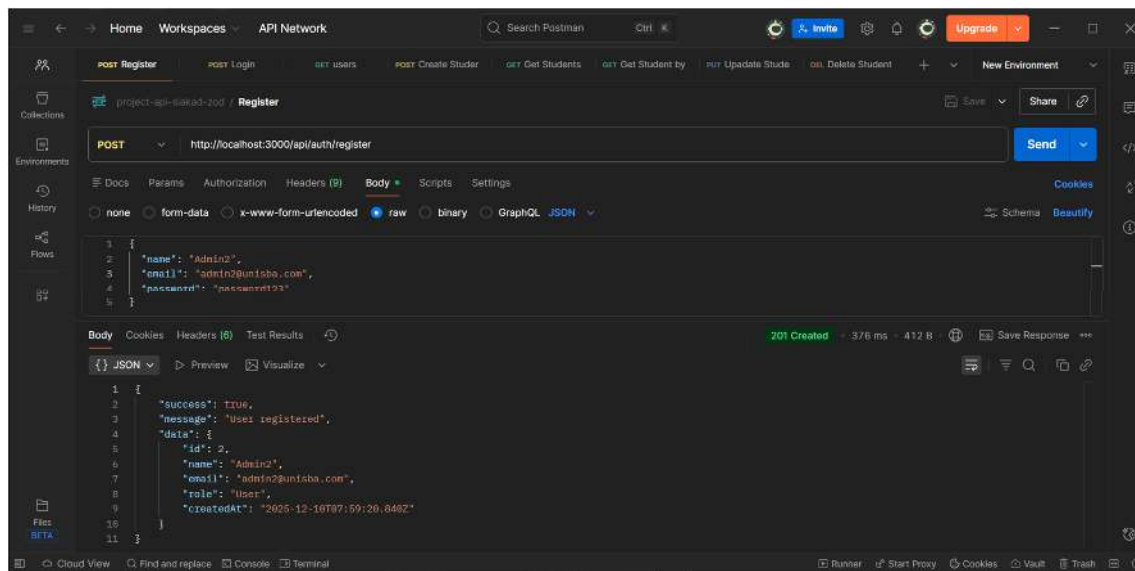 Home Workspaces API Network Search Postman Ctrl K Invite Upgrade
POST Register POST Login GET users POST Create Studer GET Get Students GET Get Student by PUT Upadate Stude DEL Delete Student New Environment
project-api-siakad-zod / Register Save Share
Collections
POST http://localhost:3000/api/auth/register Send
Environments
Docs Params Authorization Headers (9) Body Scripts Settings Cookies
History
none form-data x-www-form-urlencoded raw binary GraphQL JSON Schema Beautify
Flows
1 {
2 "name": "Admin2",
3 "email": "admin2@unisba.com",
4 "password": "password123"
5 }
Body Cookies Headers (6) Test Results 201 Created 376 ms 412 B Save Response
{} JSON Preview Visualize
1 {
2 "success": true,
3 "message": "User registered",
4 "data": {
5 "id": 2,
6 "name": "Admin2",
7 "email": "admin2@unisba.com",
8 "role": "User",
9 "createdAt": "2025-12-10T07:59:20.840Z"
10 }
11 }
Files
BETA
Cloud View Find and replace Console Terminal Runner Start Proxy Cookies Vault Trash